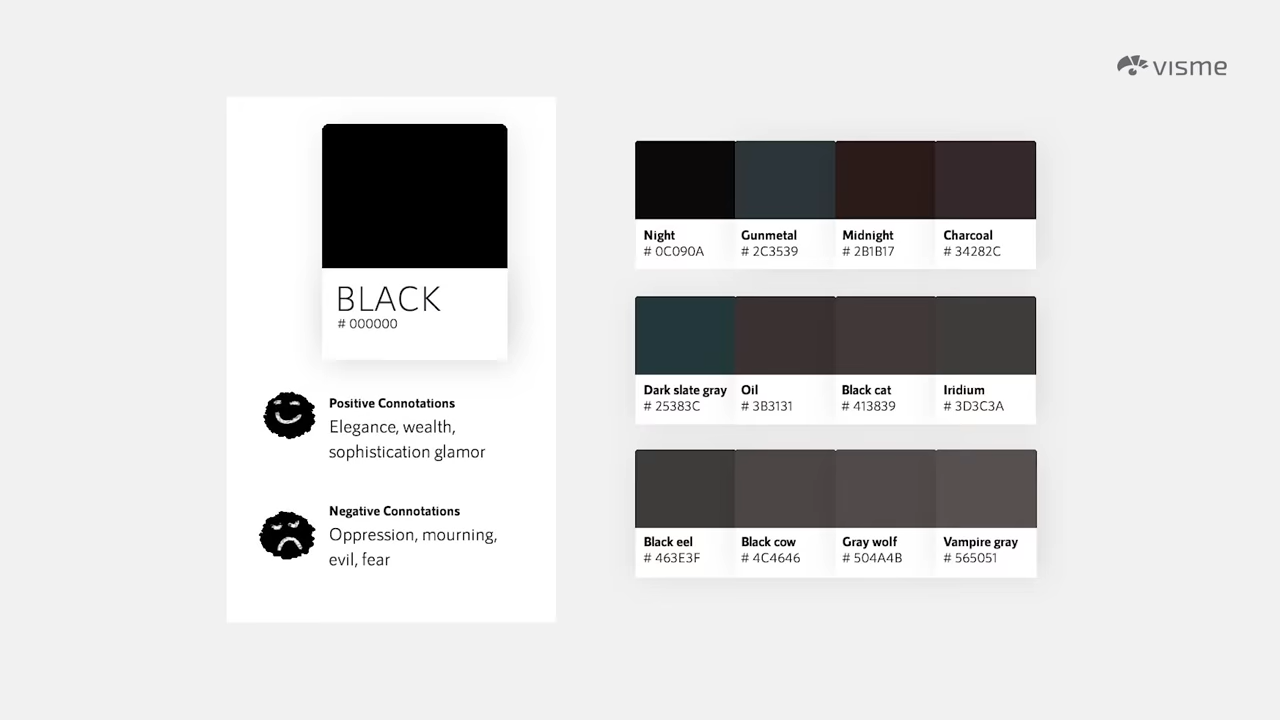 visme
BLACK
# 000000
Positive Connotations
Elegance, wealth,
sophistication glamor
Negative Connotations
Oppression, mourning,
evil, fear
Night
# 0C090A
Gunmetal
# 2C3539
Midnight
# 2B1B17
Charcoal
# 34282C
Dark slate gray
# 25383C
Oil
# 3B3131
Black cat
# 413839
Iridium
# 3D3C3A
Black eel
# 463E3F
Black cow
# 4C4646
Gray wolf
# 504A4B
Vampire gray
# 565051